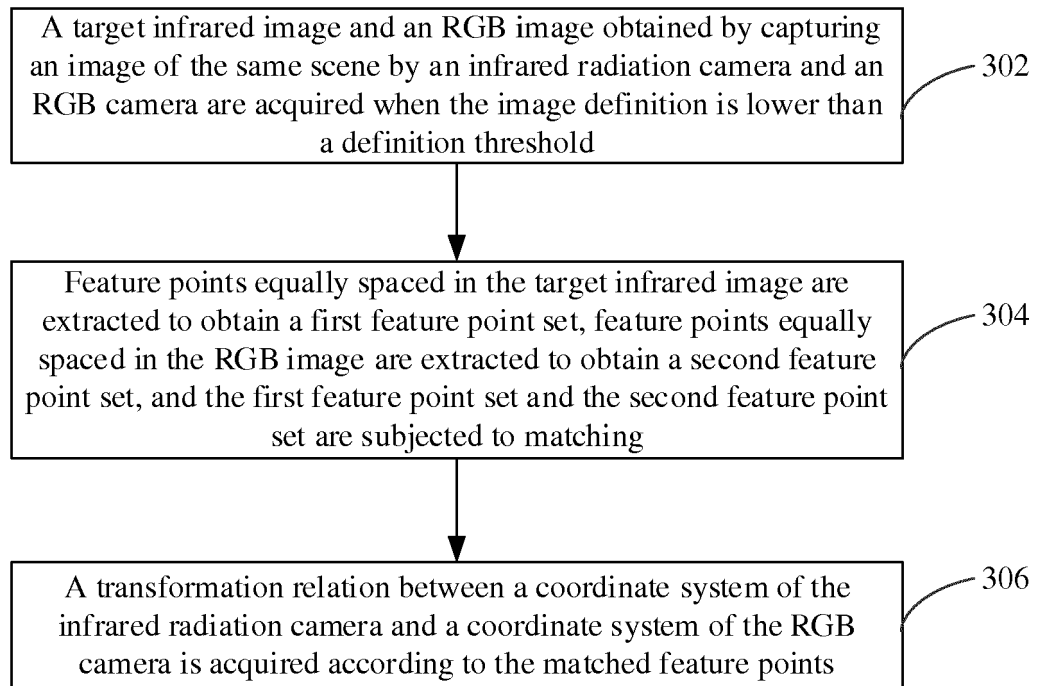 A target infrared image and an RGB image obtained by capturing
an image of the same scene by an infrared radiation camera and an
RGB camera are acquired when the image definition is lower than
a definition threshold
302
Feature points equally spaced in the target infrared image are
extracted to obtain a first feature point set, feature points equally
spaced in the RGB image are extracted to obtain a second feature
point set, and the first feature point set and the second feature point
set are subjected to matching
304
A transformation relation between a coordinate system of the
infrared radiation camera and a coordinate system of the RGB
camera is acquired according to the matched feature points
306